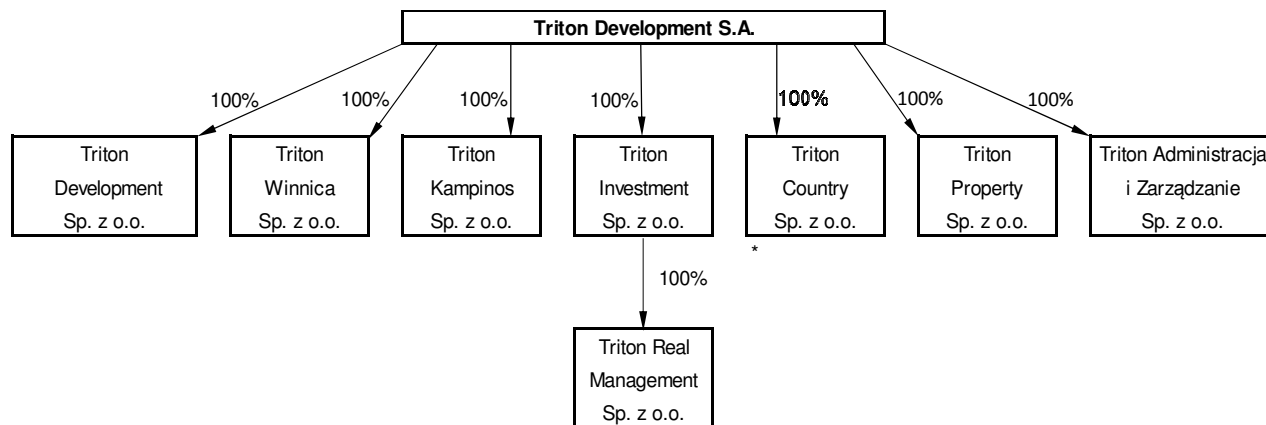 Triton Development S.A.
100%
100%
100%
100%
100%
100%
100%
Triton
Development
Sp. z o.o.
Triton
Winnica
Sp. z o.o.
Triton
Kampinos
Sp. z o.o.
Triton
Investment
Sp. z o.o.
Triton
Country
Sp. z o.o.
Triton
Property
Sp. z o.o.
Triton Administracja
i Zarządzanie
Sp. z o.o.
*
100%
Triton Real
Management
Sp. z o.o.